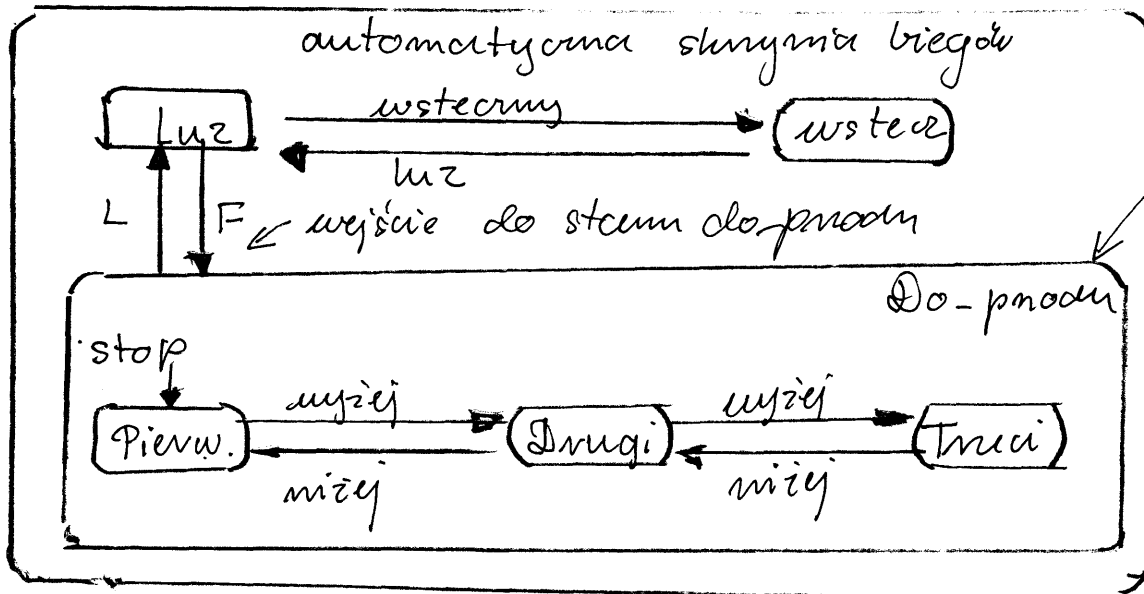 automatyczna skrzynia biegów
Luz
wsteczny
wstecz
luz
L
F
wejście do stanu do-przodu
Do-przodu
stop
wyżej
wyżej
Pierw.
Drugi
Trzeci
niżej
niżej